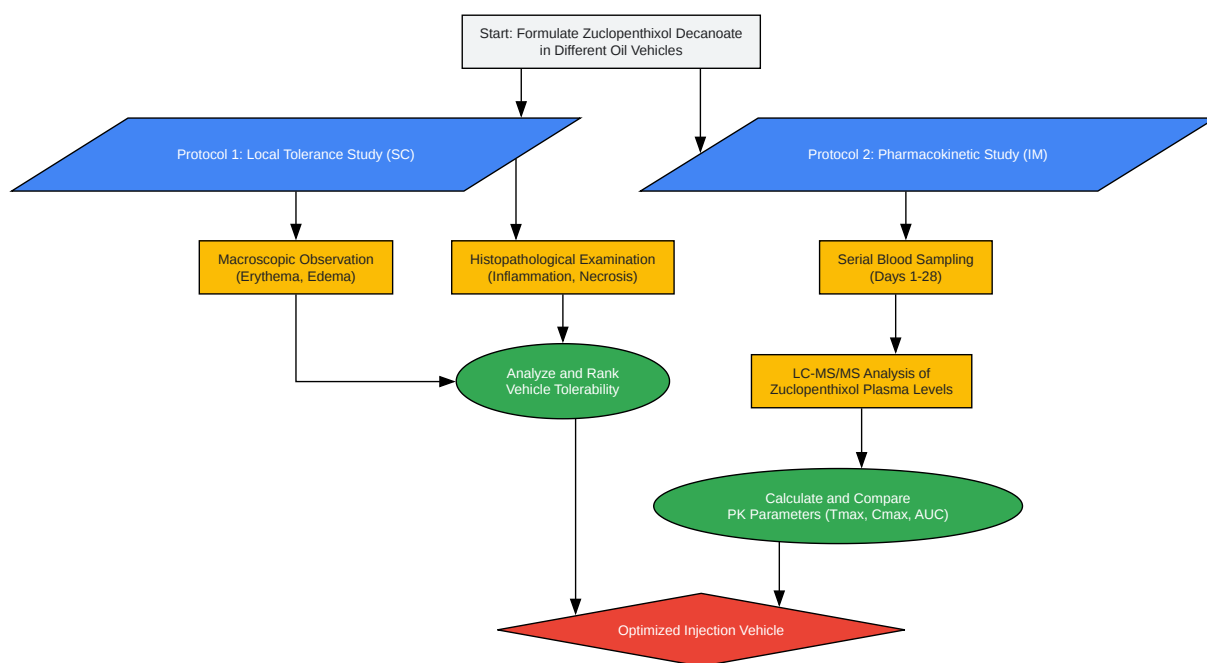 Start: Formulate Zuclopenthixol Decanoate
in Different Oil Vehicles
Protocol 1: Local Tolerance Study (SC)
Protocol 2: Pharmacokinetic Study (IM)
Macroscopic Observation
(Erythema, Edema)
Histopathological Examination
(Inflammation, Necrosis)
Serial Blood Sampling
(Days 1-28)
Analyze and Rank
Vehicle Tolerability
LC-MS/MS Analysis of
Zuclopenthixol Plasma Levels
Calculate and Compare
PK Parameters (Tmax, Cmax, AUC)
Optimized Injection Vehicle